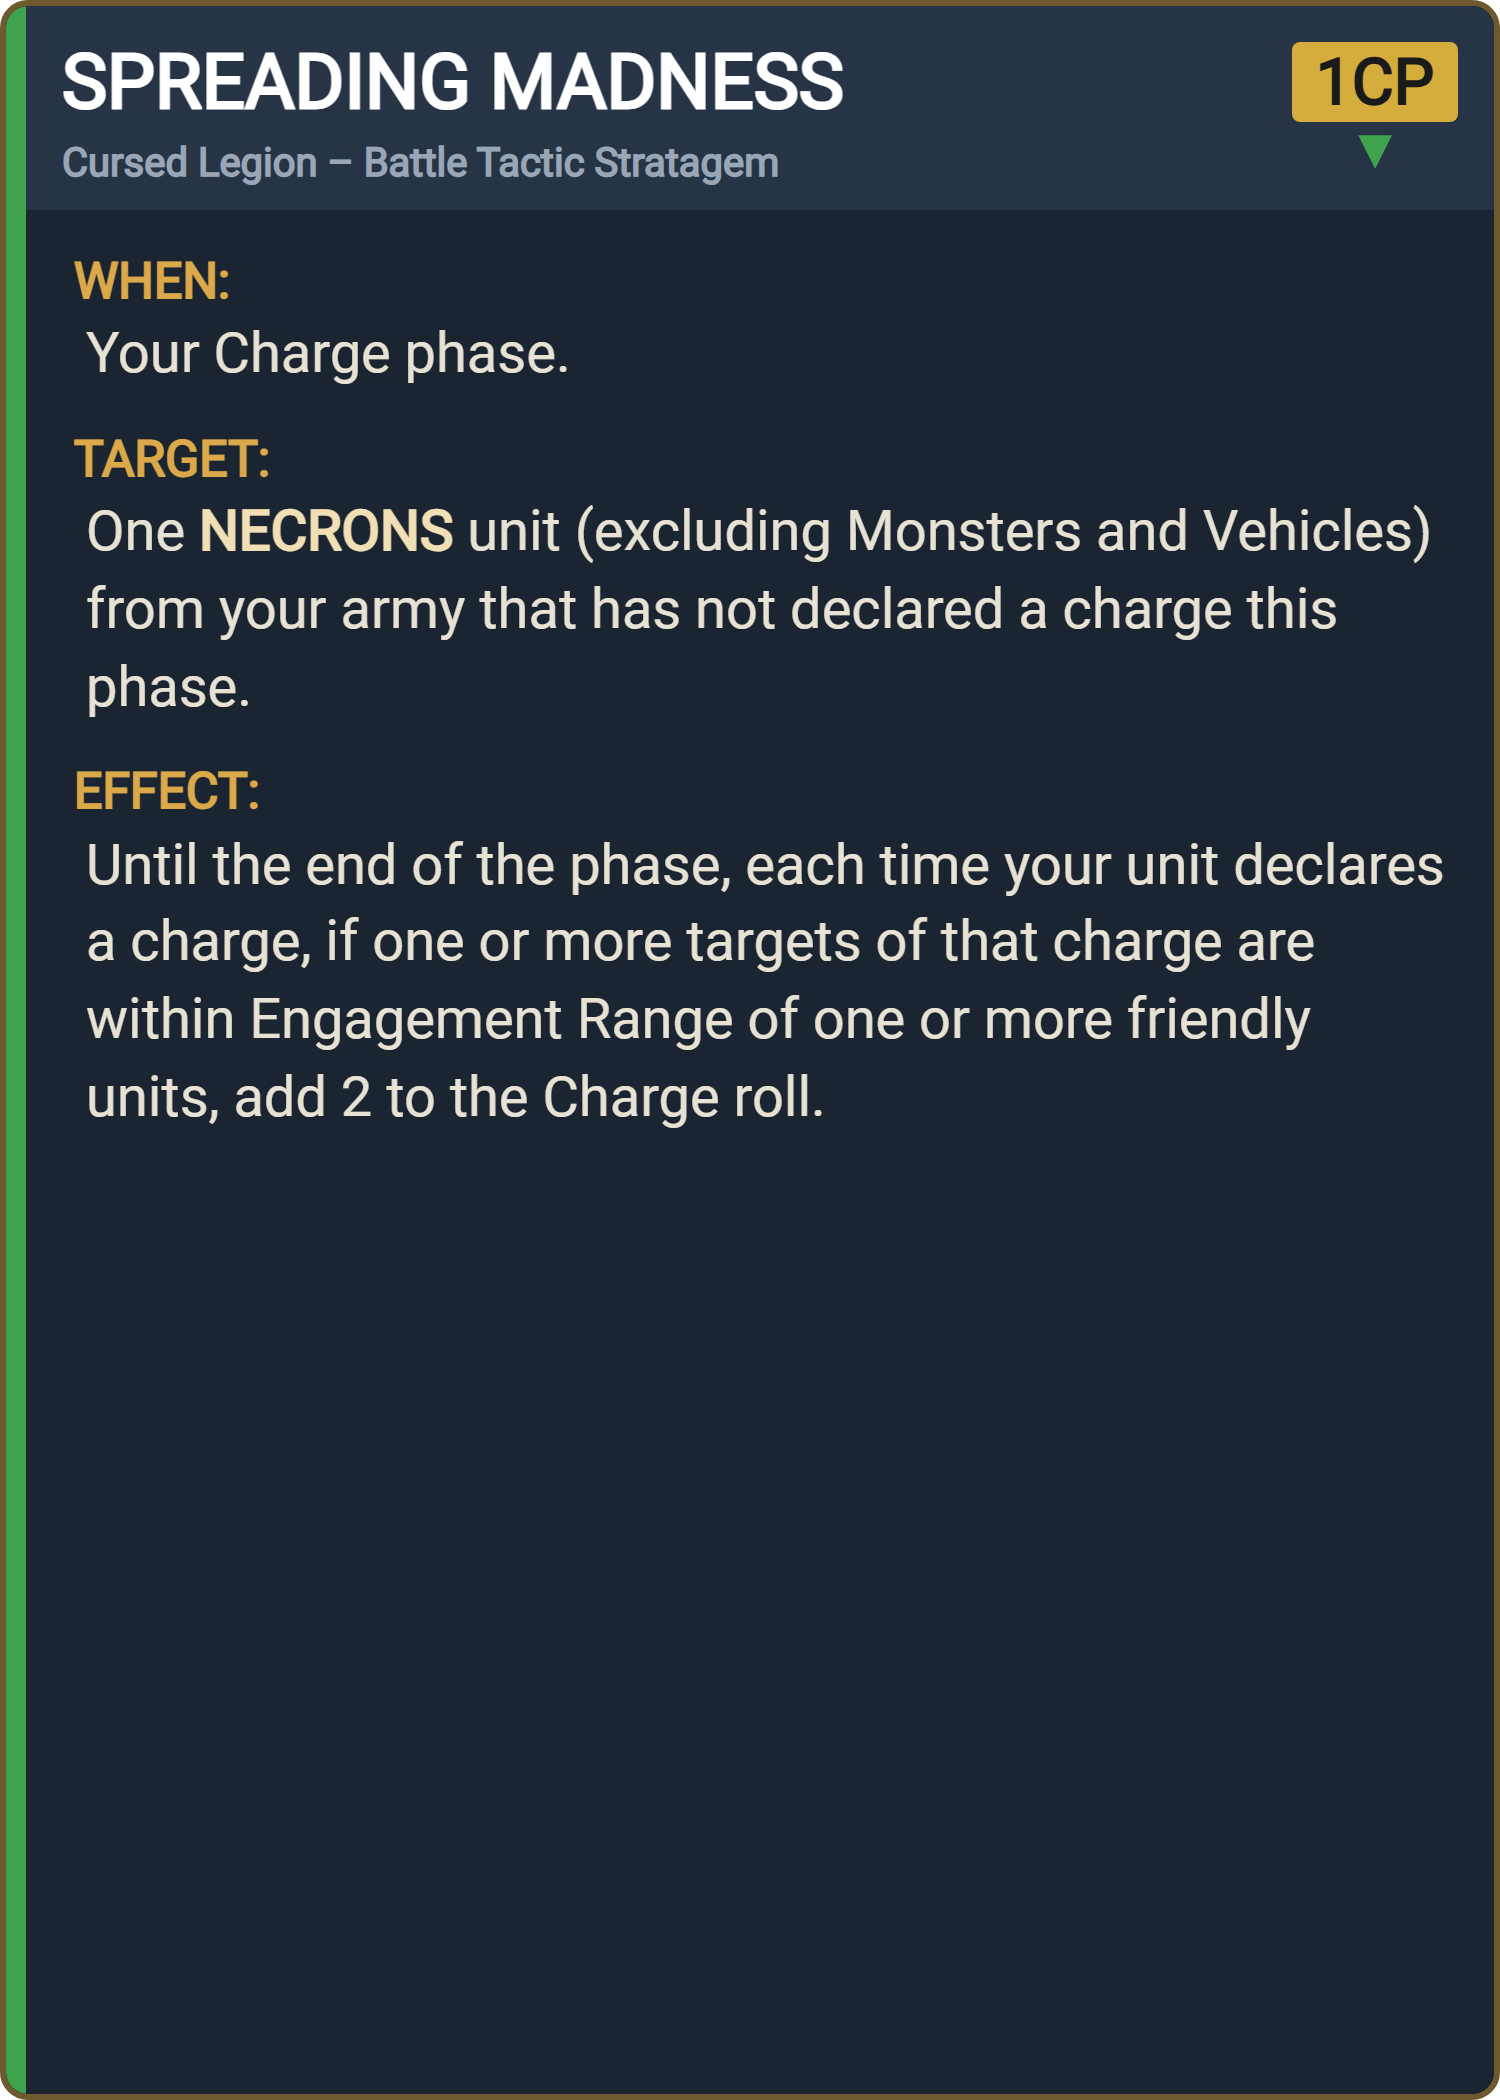 SPREADING MADNESS
1CP
Cursed Legion – Battle Tactic Stratagem
WHEN:
Your Charge phase.
TARGET:
One NECRONS unit (excluding Monsters and Vehicles)
from your army that has not declared a charge this
phase.
EFFECT:
Until the end of the phase, each time your unit declares
a charge, if one or more targets of that charge are
within Engagement Range of one or more friendly
units, add 2 to the Charge roll.